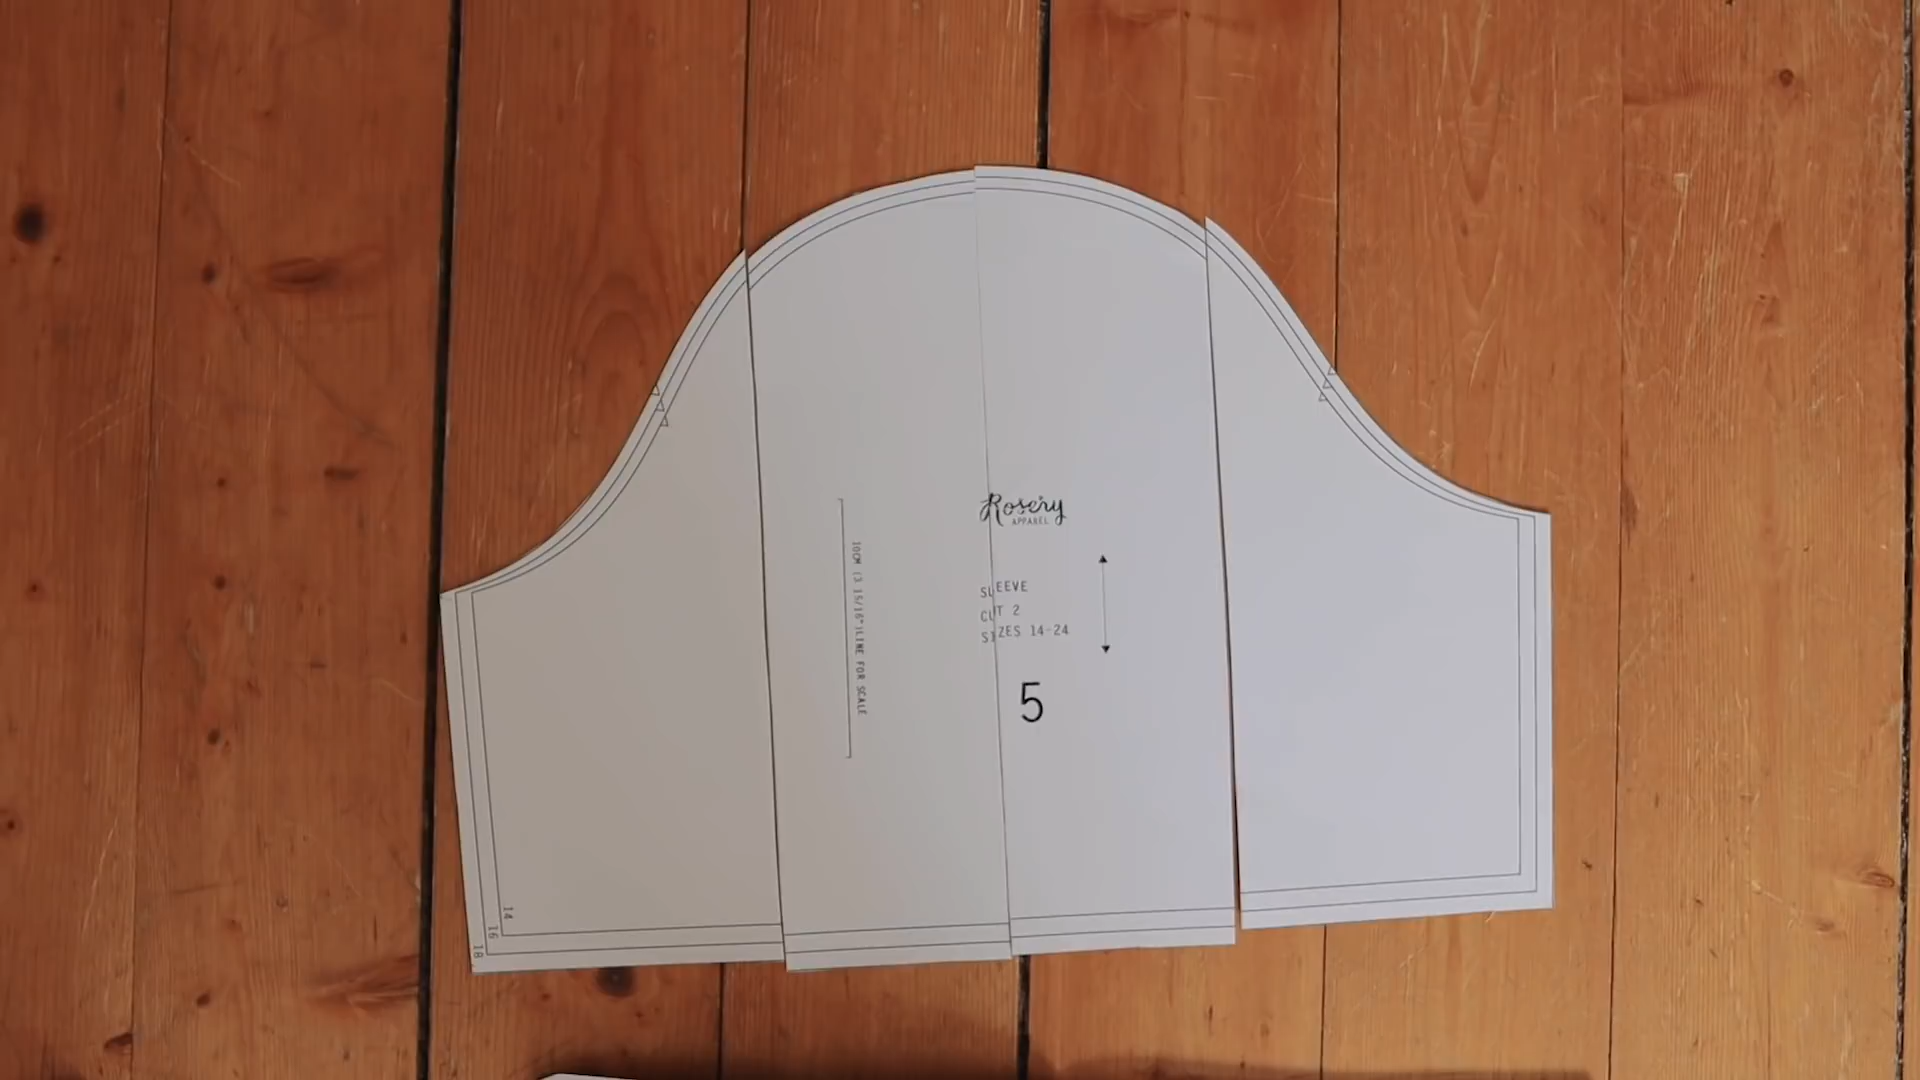 Rosery
APPAREL
SLEEVE
CUT 2
SIZES 14-24
5
10CM (3 15/16")LINE FOR SCALE
14
16
18